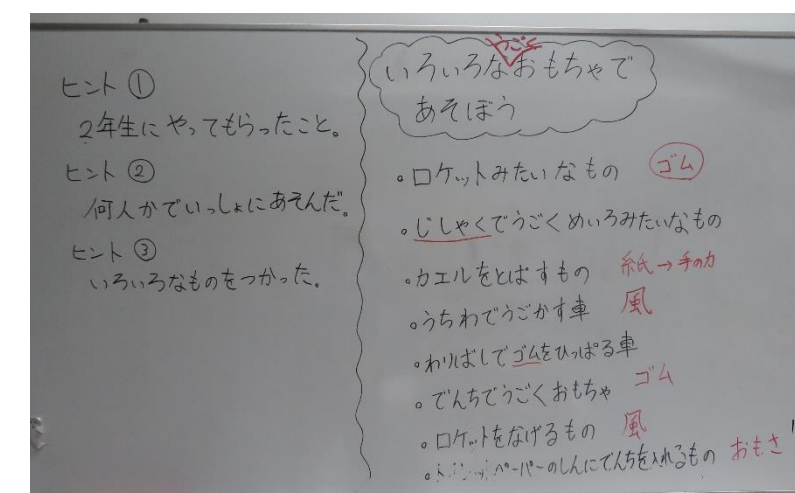 ヒント ①
2年生に やってもらったこと。
ヒント ②
何人かでいっしょにあそんだ。
ヒント ③
いろいろなものをつかった。
うごく
いろいろなおもちゃで
あそぼう
。ロケットみたいなもの ゴム
。じしゃくでうごくめいろみたいなもの
。カエルをとばすもの 紙→手の力
。うちわでうごかす車 風
。わりばしでゴムをひっぱる車 ゴム
。でんちでうごくおもちゃ
。ロケットをなげるもの 風
。ペーパーのしんにでんちを入れるもの おもさ